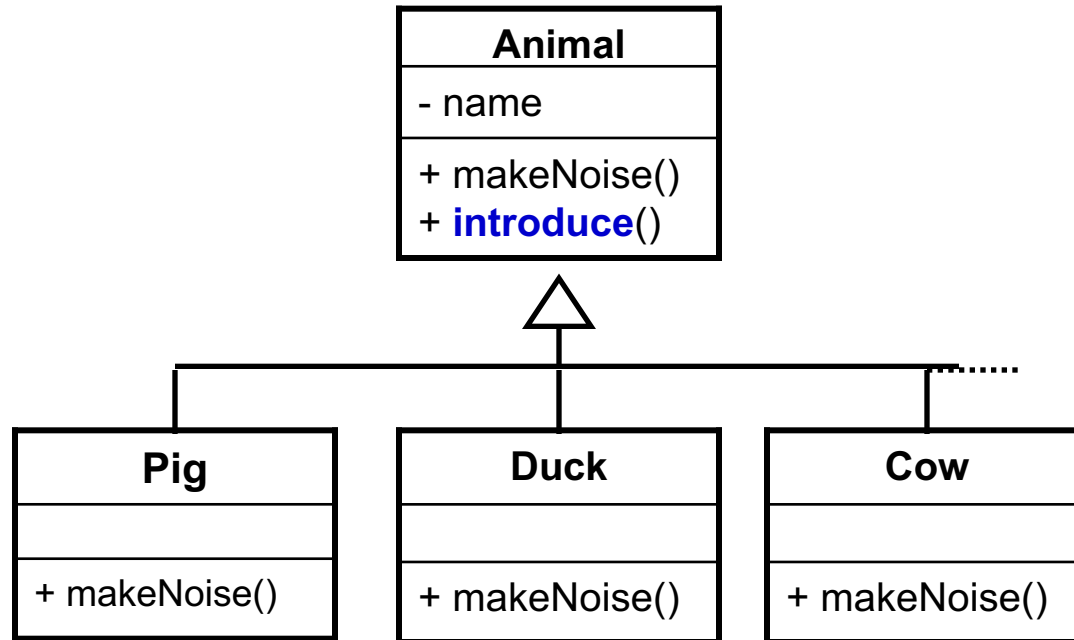 Animal
- name
+ makeNoise()
+ introduce()
Pig
+ makeNoise()
Duck
+ makeNoise()
Cow
+ makeNoise()